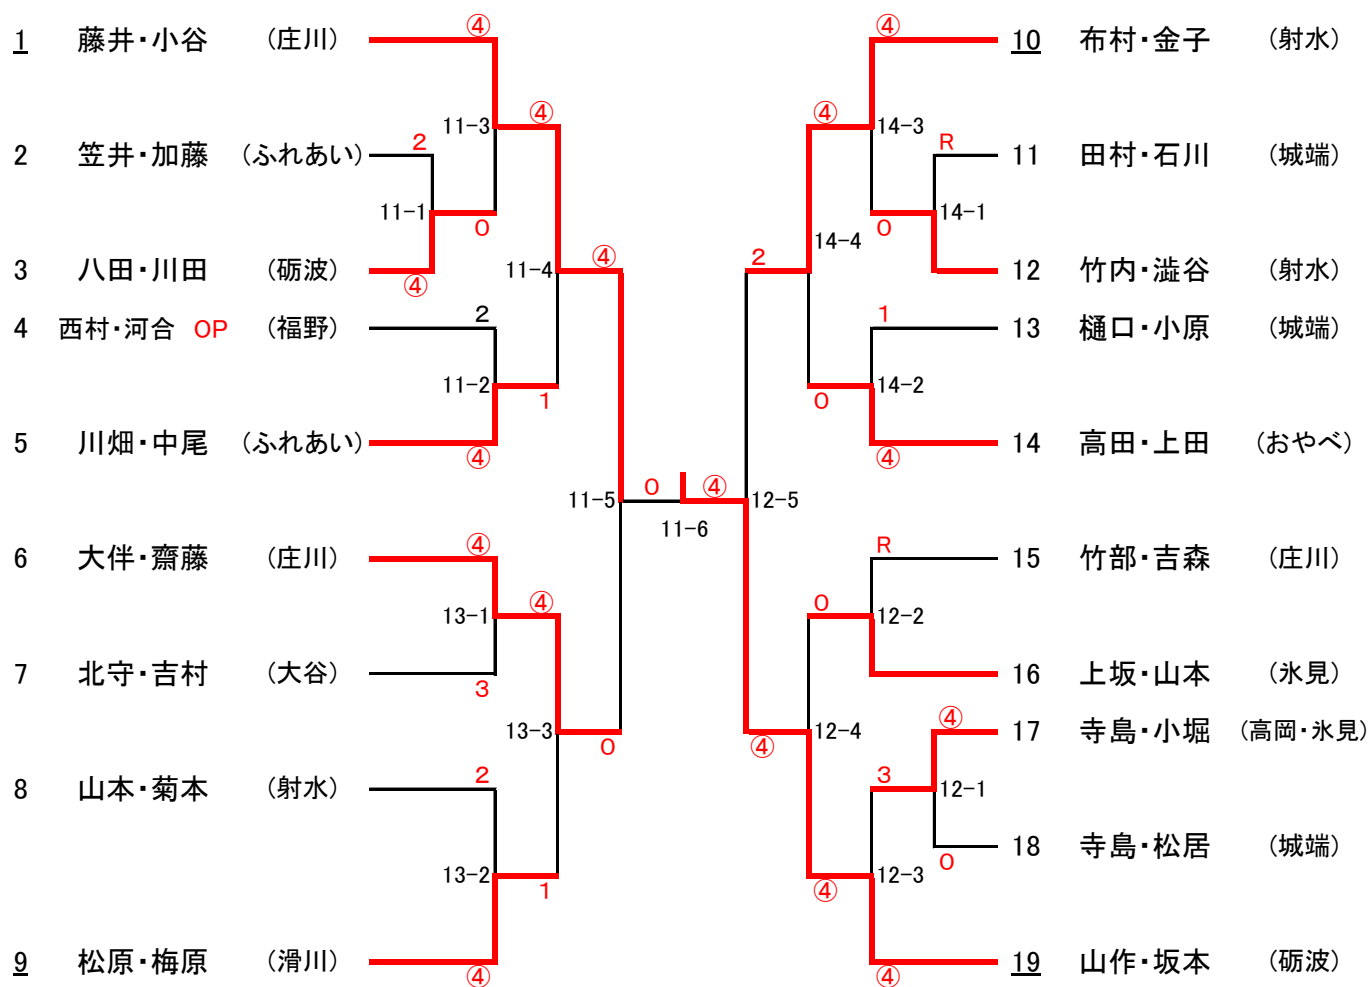 ④ ④
1 藤井・小谷 (庄川) 10 布村・金子 (射水)
④ ④
11-3 14-3
2 R
2 笠井・加藤 (ふれあい) 11 田村・石川 (城端)
11-1 14-1
0 0
14-4
④ 2
3 八田・川田 (砺波) 11-4 12 竹内・澁谷 (射水)
④
2 1
4 西村・河合 OP (福野) 13 樋口・小原 (城端)
11-2 14-2
1 0
5 川畑・中尾 (ふれあい) 14 高田・上田 (おやべ)
④ ④
0 ④
11-5 12-5
11-6
④ R
6 大伴・齋藤 (庄川) 15 竹部・吉森 (庄川)
④ 0
13-1 12-2
7 北守・吉村 (大谷) 16 上坂・山本 (氷見)
3
④
13-3 12-4 17 寺島・小堀 (高岡・氷見)
0 ④
2 3
8 山本・菊本 (射水) 12-1
18 寺島・松居 (城端)
0
13-2 12-3
1 ④
9 松原・梅原 (滑川) 19 山作・坂本 (砺波)
④ ④